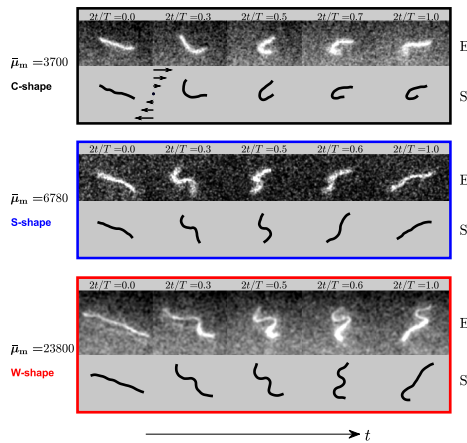 2t/T =0.0 2t/T =0.3 2t/T =0.5 2t/T =0.7 2t/T =1.0
E
μ̄ₘ =3700
C-shape
S
2t/T =0.0 2t/T =0.3 2t/T =0.5 2t/T =0.6 2t/T =1.0
E
μ̄ₘ =6780
S-shape
S
2t/T =0.0 2t/T =0.3 2t/T =0.5 2t/T =0.6 2t/T =1.0
E
μ̄ₘ =23800
W-shape
S
t